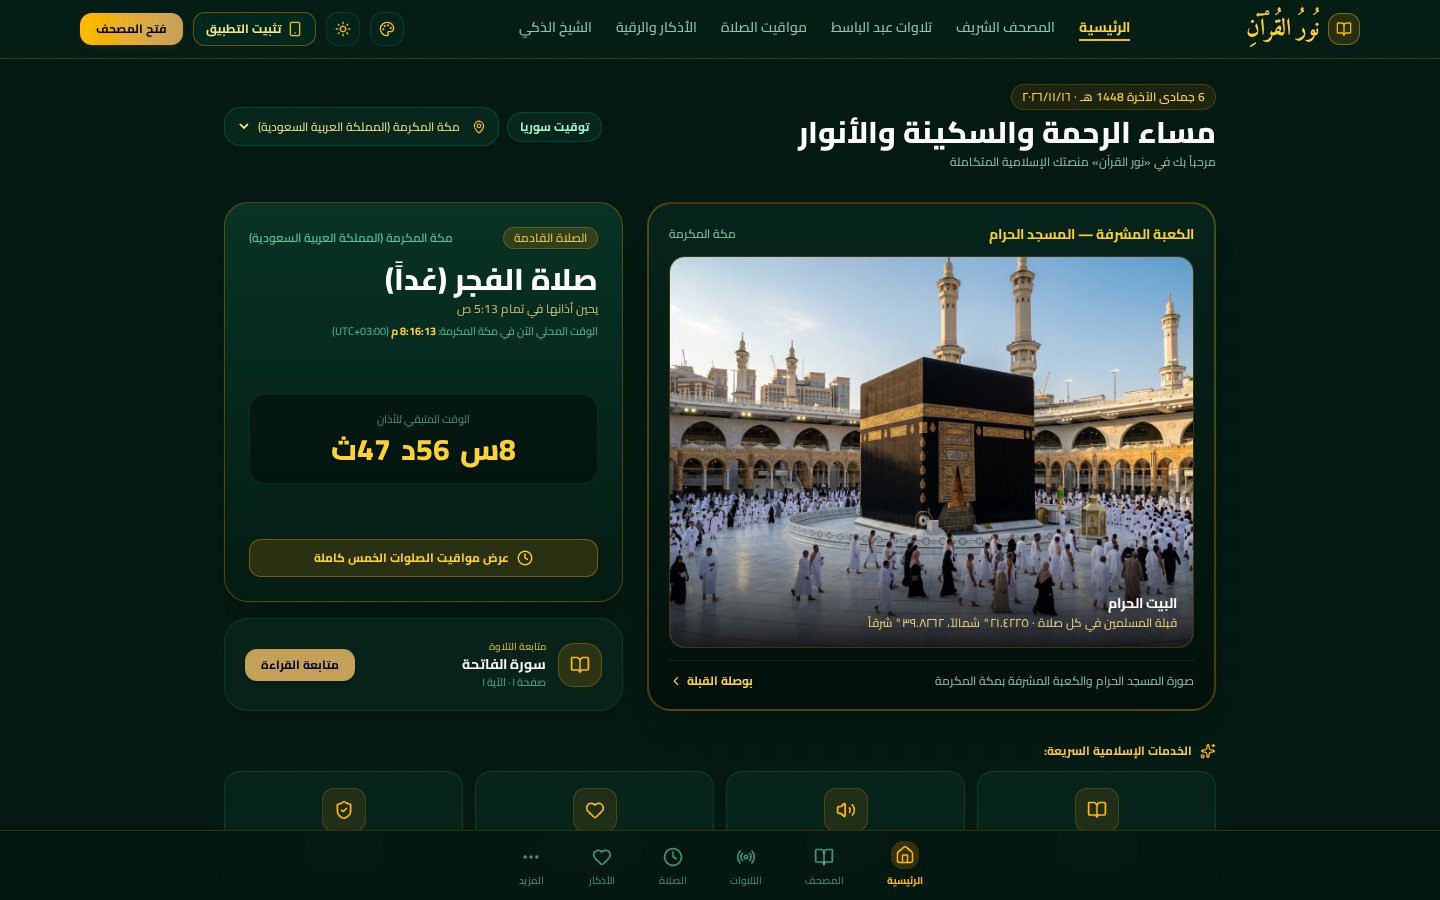 نُورُ القُرْآنِ
الرئيسية
المصحف الشريف
تلاوات عبد الباسط
مواقيت الصلاة
الأذكار والرقية
الشيخ الذكي
تثبيت التطبيق
فتح المصحف
6 جمادى الآخرة 1448 هـ · ٢٠٢٦/١١/١٦
مساء الرحمة والسكينة والأنوار
مرحباً بك في «نور القرآن» منصتك الإسلامية المتكاملة
توقيت سوريا
مكة المكرمة (المملكة العربية السعودية)
الكعبة المشرفة — المسجد الحرام
مكة المكرمة
البيت الحرام
قبلة المسلمين في كل صلاة · ٢١.٤٢٢٥° شمالاً، ٣٩.٨٢٦٢° شرقاً
صورة المسجد الحرام والكعبة المشرفة بمكة المكرمة
بوصلة القبلة
الصلاة القادمة
مكة المكرمة (المملكة العربية السعودية)
صلاة الفجر (غداً)
يحين أذانها في تمام 5:13 ص
الوقت المحلي الآن في مكة المكرمة: 8:16:13 م (UTC+03:00)
الوقت المتبقي للأذان
8س 56د 47ث
عرض مواقيت الصلوات الخمس كاملة
متابعة التلاوة
سورة الفاتحة
صفحة ١ · الآية ١
متابعة القراءة
الخدمات الإسلامية السريعة:
الرئيسية
المصحف
التلاوات
الصلاة
الأذكار
المزيد